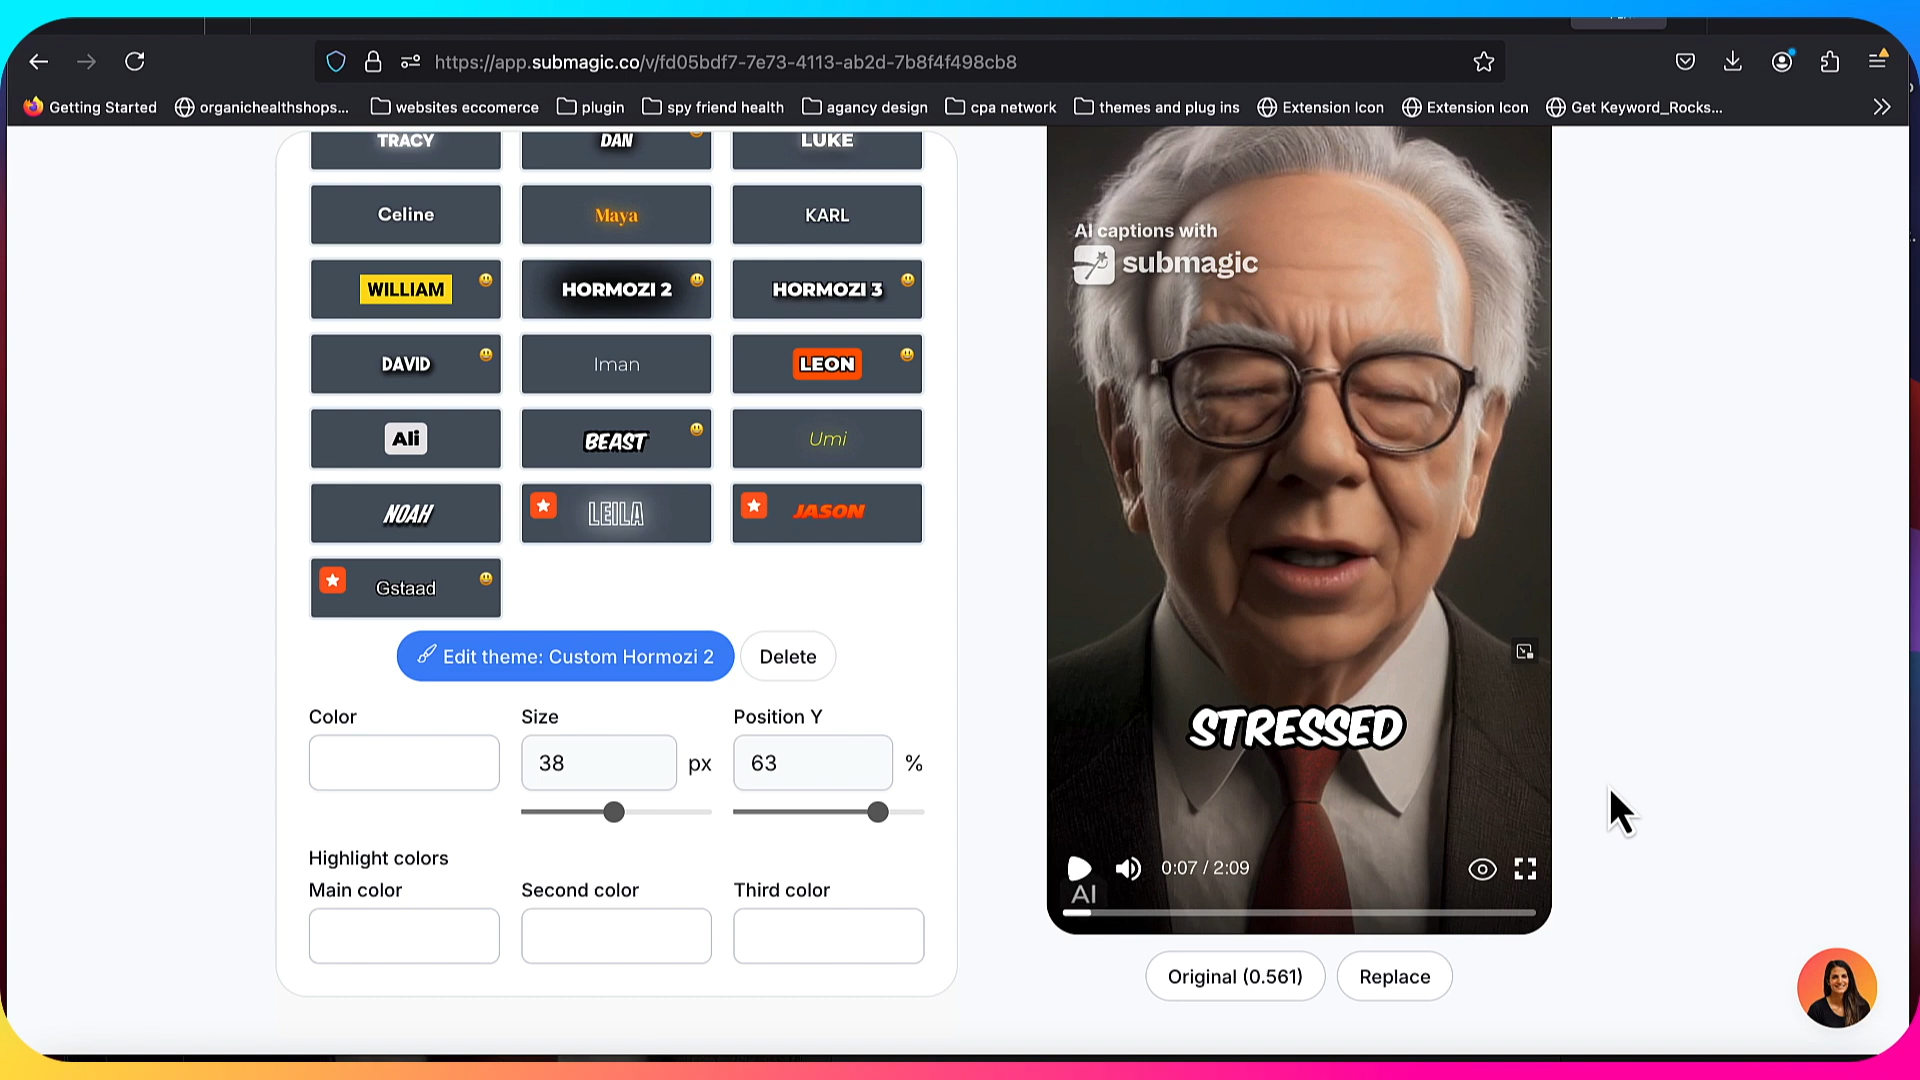 https://app.submagic.co/v/fd05bdf7-7e73-4113-ab2d-7b8f4f498cb8
Getting Started
organichealthshops...
websites eccomerce
plugin
spy friend health
agancy design
cpa network
themes and plug ins
Extension Icon
Extension Icon
Get Keyword_Rocks...
TRACY
DAN
LUKE
Celine
Maya
KARL
WILLIAM
HORMOZI 2
HORMOZI 3
DAVID
Iman
LEON
Ali
BEAST
Umi
NOAH
LEILA
JASON
Gstaad
Edit theme: Custom Hormozi 2
Delete
Color
Size
Position Y
38
px
63
%
Highlight colors
Main color
Second color
Third color
AI captions with
submagic
STRESSED
0:07 / 2:09
AI
Original (0.561)
Replace